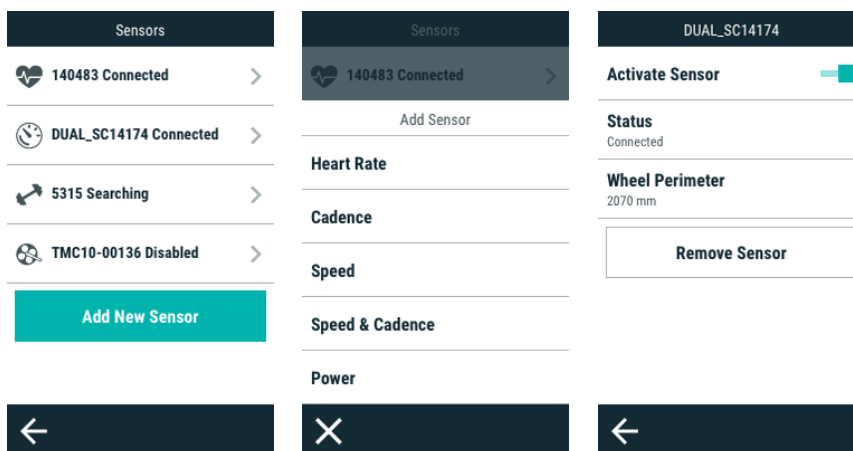 Sensors
140483 Connected
DUAL_SC14174 Connected
5315 Searching
TMC10-00136 Disabled
Add New Sensor
Sensors
140483 Connected
Add Sensor
Heart Rate
Cadence
Speed
Speed & Cadence
Power
DUAL_SC14174
Activate Sensor
Status
Connected
Wheel Perimeter
2070 mm
Remove Sensor